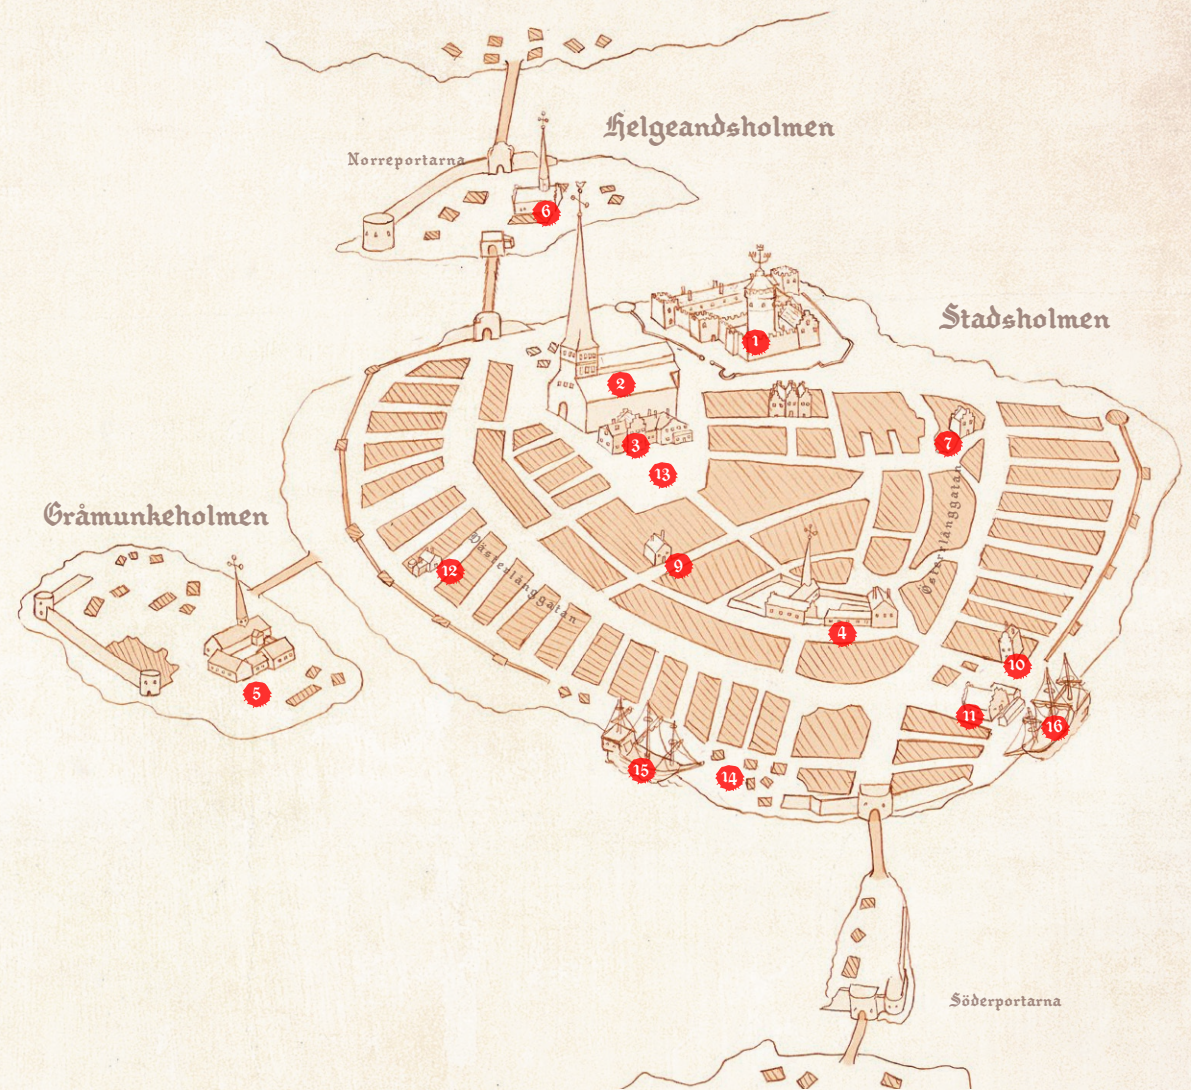 Helgeandsholmen
Norreportarna
6
Stadsholmen
1
2
3
7
13
Österlånggatan
Gråmunkeholmen
9
12
Västerlånggatan
4
10
5
11
16
15
14
Söderportarna